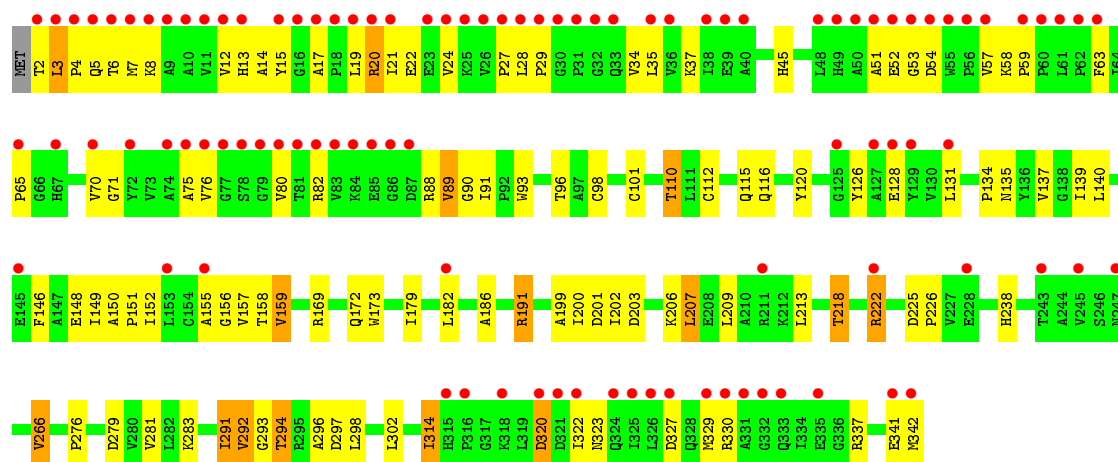 MET T2 L3 P4 Q5 T6 M7 K8 A9 A10 V11 V12 H13 A14 Y15 G16 A17 P18 L19 R20 I21 E22 E23 V24 K25 V26 P27 L28 P29 G30 P31 G32 Q33 V34 L35 V36 K37 I38 E39 A40 H45 L48 H49 A50 A51 E52 G53 D54 W55 P56 V57 K58 P59 P60 L61 P62 F63 I64
P65 G66 H67 V70 G71 Y72 V73 A74 A75 V76 G77 S78 G79 V80 T81 R82 V83 K84 E85 G86 D87 R88 V89 G90 I91 P92 W93 T96 A97 C98 C101 T110 L111 C112 Q115 Q116 Y120 G125 Y126 A127 E128 Y129 V130 L131 P134 N135 Y136 V137 G138 I139 L140
E145 F146 A147 E148 I149 A150 P151 I152 L153 C154 A155 G156 V157 T158 V159 R169 Q172 W173 I179 L182 A186 R191 A199 I200 D201 I202 D203 K206 L207 E208 L209 A210 R211 K212 L213 T218 R222 D225 P226 V227 E228 H238 T243 A244 V245 S246 N247
V266 P276 D279 V280 V281 L282 K283 I291 V292 G293 T294 R295 A296 D297 L298 L302 I314 H315 P316 G317 K318 L319 D320 D321 I322 N323 Q324 I325 L326 D327 Q328 M329 R330 A331 G332 Q333 I334 E335 G336 R337 E341 M342